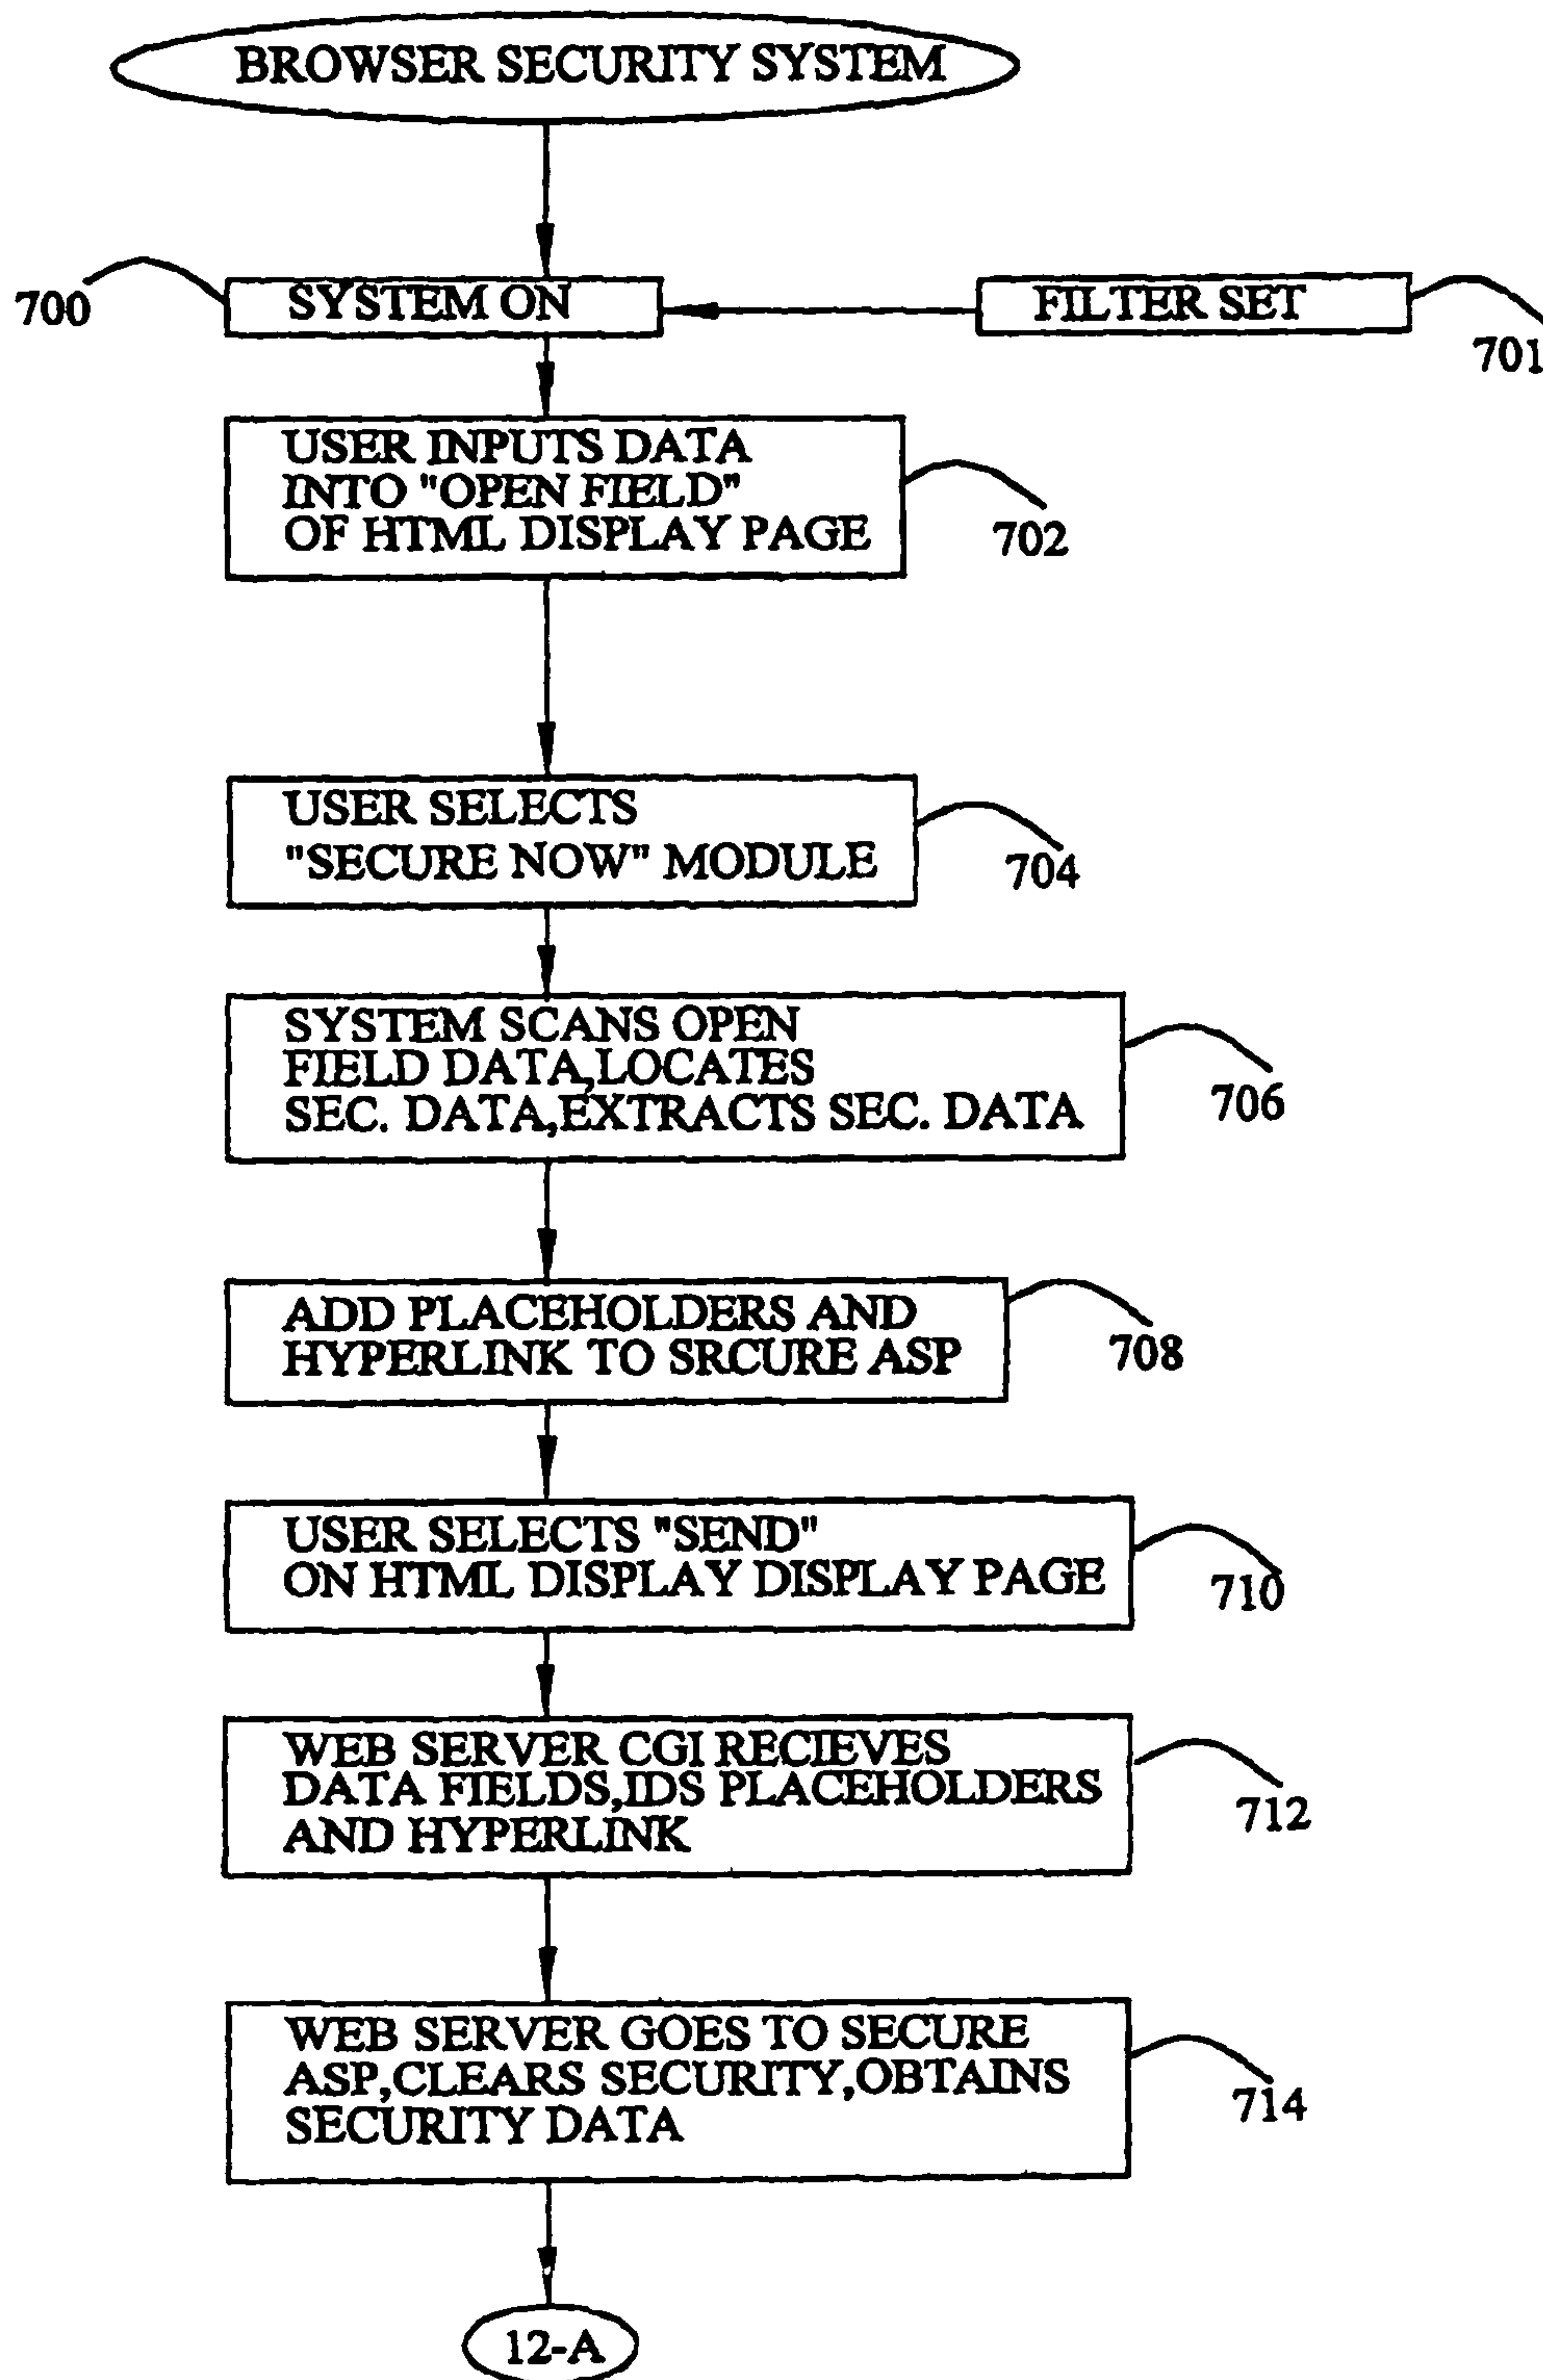 BROWSER SECURITY SYSTEM
700
SYSTEM ON
FILTER SET
701
USER INPUTS DATA
INTO "OPEN FIELD"
OF HTML DISPLAY PAGE
702
USER SELECTS
"SECURE NOW" MODULE
704
SYSTEM SCANS OPEN
FIELD DATA,LOCATES
SEC. DATA,EXTRACTS SEC. DATA
706
ADD PLACEHOLDERS AND
HYPERLINK TO SRCURE ASP
708
USER SELECTS "SEND"
ON HTML DISPLAY DISPLAY PAGE
710
WEB SERVER CGI RECIEVES
DATA FIELDS,IDS PLACEHOLDERS
AND HYPERLINK
712
WEB SERVER GOES TO SECURE
ASP,CLEARS SECURITY,OBTAINS
SECURITY DATA
714
12-A